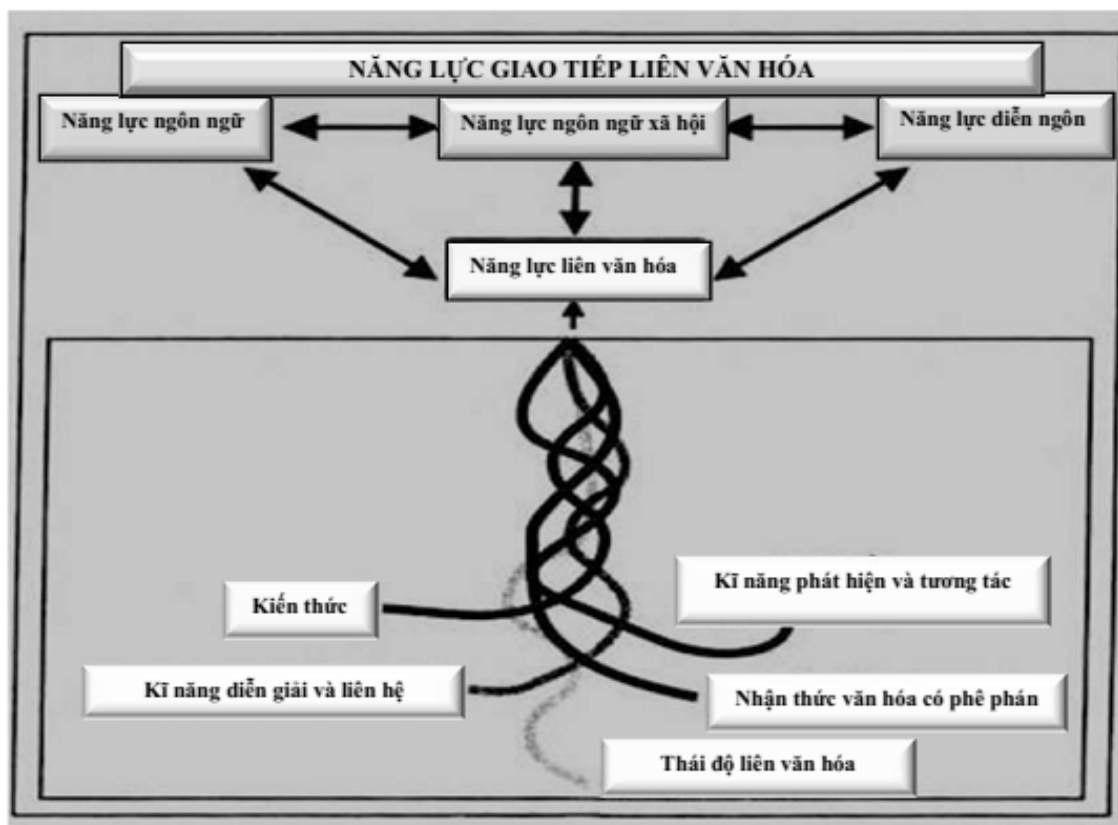 NĂNG LỰC GIAO TIẾP LIÊN VĂN HÓA
Năng lực ngôn ngữ
Năng lực ngôn ngữ xã hội
Năng lực diễn ngôn
Năng lực liên văn hóa
Kĩ năng phát hiện và tương tác
Kiến thức
Kĩ năng diễn giải và liên hệ
Nhận thức văn hóa có phê phán
Thái độ liên văn hóa